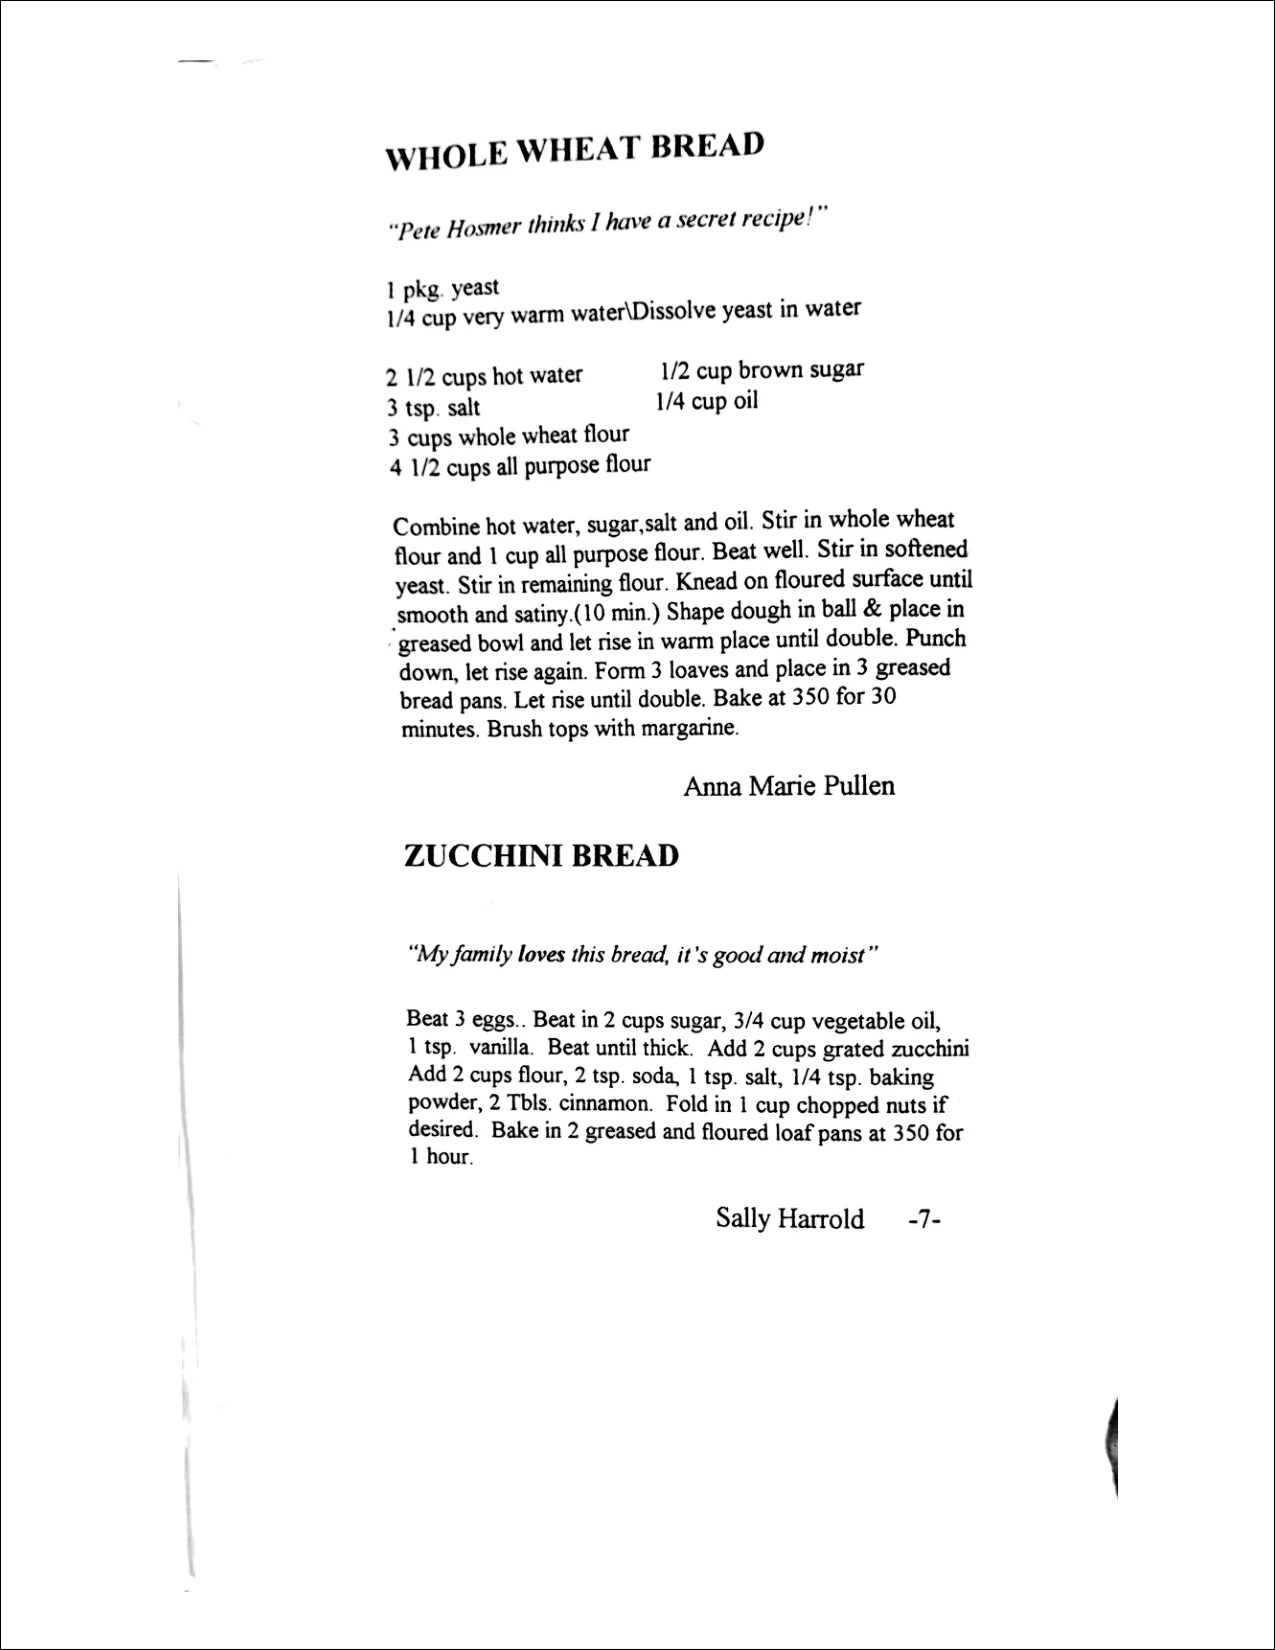 WHOLE WHEAT BREAD
"Pete Hosmer thinks I have a secret recipe!"
1 pkg. yeast
1/4 cup very warm water\Dissolve yeast in water
2 1/2 cups hot water 1/2 cup brown sugar
3 tsp. salt 1/4 cup oil
3 cups whole wheat flour
4 1/2 cups all purpose flour
Combine hot water, sugar,salt and oil. Stir in whole wheat
flour and 1 cup all purpose flour. Beat well. Stir in softened
yeast. Stir in remaining flour. Knead on floured surface until
smooth and satiny.(10 min.) Shape dough in ball & place in
greased bowl and let rise in warm place until double. Punch
down, let rise again. Form 3 loaves and place in 3 greased
bread pans. Let rise until double. Bake at 350 for 30
minutes. Brush tops with margarine.
Anna Marie Pullen
ZUCCHINI BREAD
"My family loves this bread, it's good and moist"
Beat 3 eggs.. Beat in 2 cups sugar, 3/4 cup vegetable oil,
1 tsp. vanilla. Beat until thick. Add 2 cups grated zucchini
Add 2 cups flour, 2 tsp. soda, 1 tsp. salt, 1/4 tsp. baking
powder, 2 Tbls. cinnamon. Fold in 1 cup chopped nuts if
desired. Bake in 2 greased and floured loaf pans at 350 for
1 hour.
Sally Harrold -7-